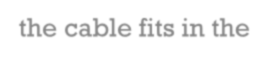 the cable fits in the